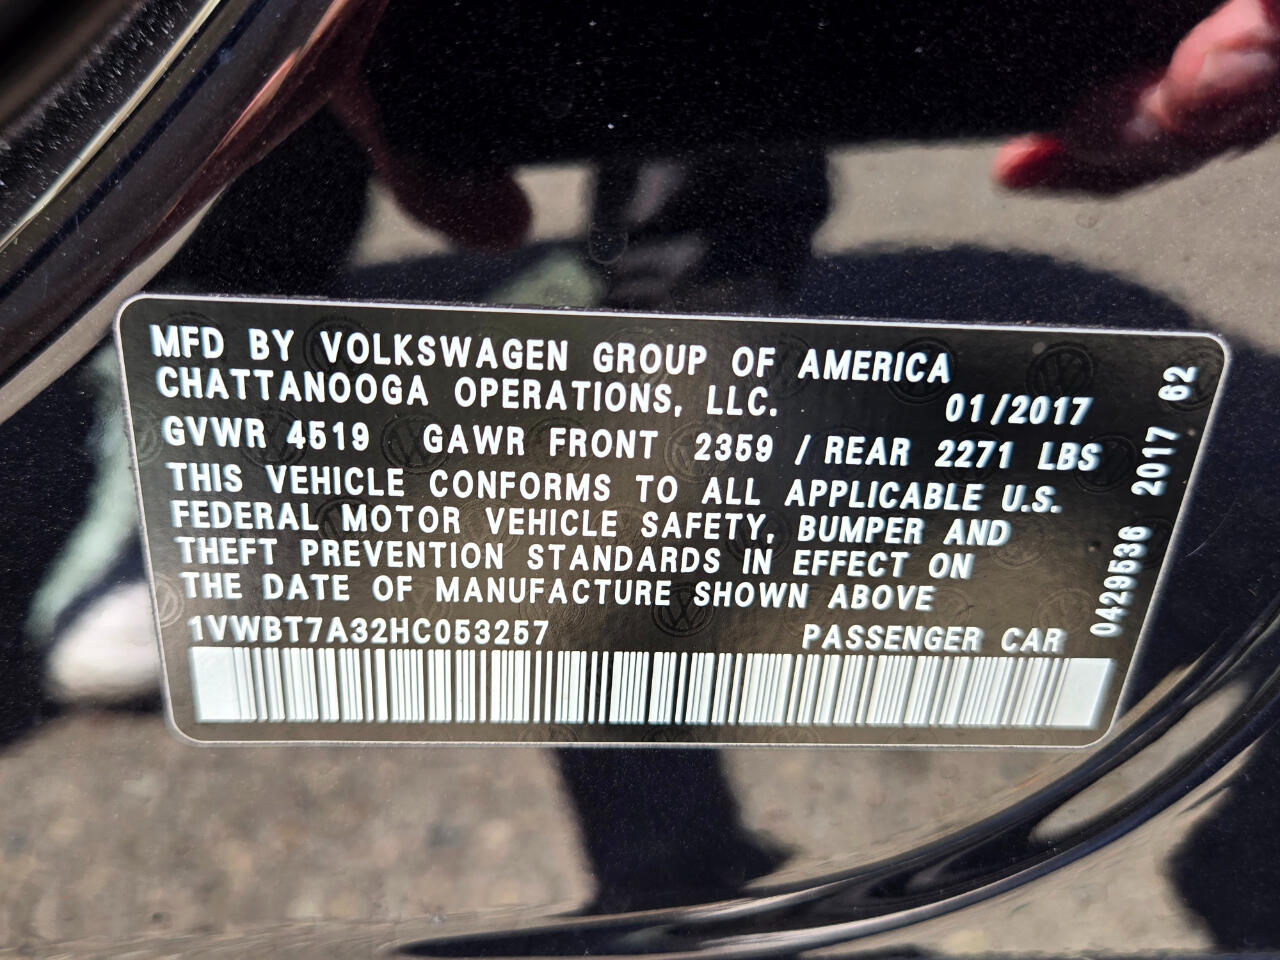 MFD BY VOLKSWAGEN GROUP OF AMERICA
CHATTANOOGA OPERATIONS, LLC. 01/2017
GVWR 4519 GAWR FRONT 2359 / REAR 2271 LBS
THIS VEHICLE CONFORMS TO ALL APPLICABLE U.S.
FEDERAL MOTOR VEHICLE SAFETY, BUMPER AND
THEFT PREVENTION STANDARDS IN EFFECT ON
THE DATE OF MANUFACTURE SHOWN ABOVE
1VWBT7A32HC053257 PASSENGER CAR
0429536 2017 62